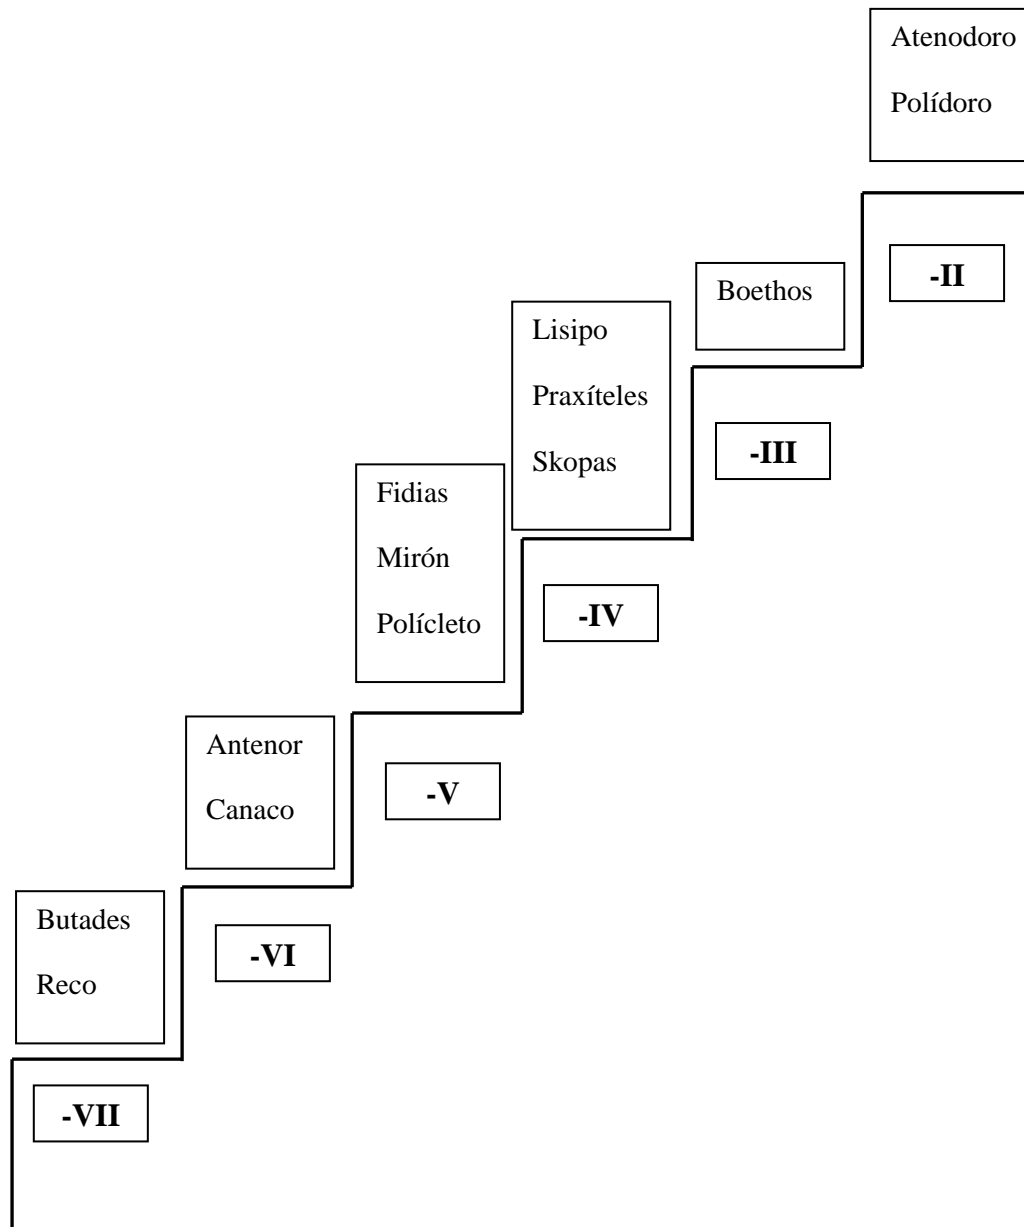 Atenodoro
Polídoro
-II
Boethos
-III
Lisipo
Praxíteles
Skopas
-IV
Fidias
Mirón
Polícleto
-V
Antenor
Canaco
-VI
Butades
Reco
-VII